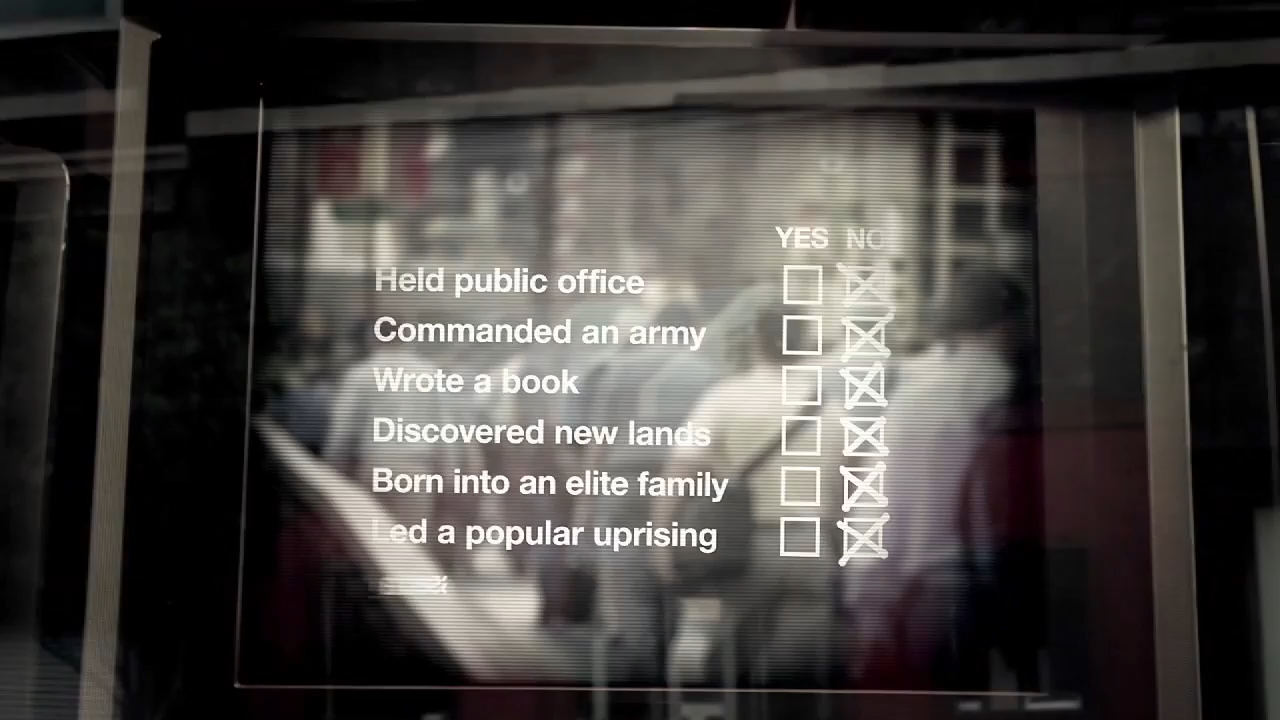 YES NO
Held public office
Commanded an army
Wrote a book
Discovered new lands
Born into an elite family
Led a popular uprising